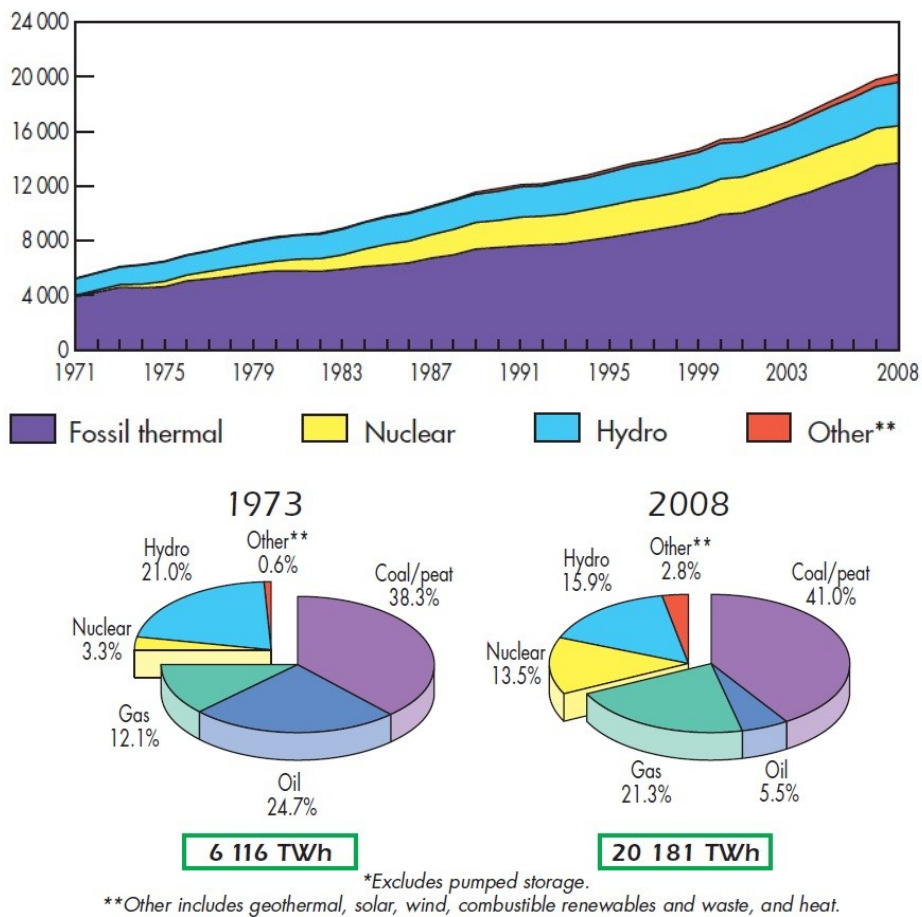 24 000
20 000
16 000
12 000
8 000
4 000
0
1971 1975 1979 1983 1987 1991 1995 1999 2003 2008
Fossil thermal Nuclear Hydro Other**
1973 2008
Hydro
21.0%
Other**
0.6%
Coal/peat
38.3%
Nuclear
3.3%
Gas
12.1%
Oil
24.7%
Hydro
15.9%
Other**
2.8%
Coal/peat
41.0%
Nuclear
13.5%
Gas
21.3%
Oil
5.5%
6 116 TWh 20 181 TWh
*Excludes pumped storage.
**Other includes geothermal, solar, wind, combustible renewables and waste, and heat.